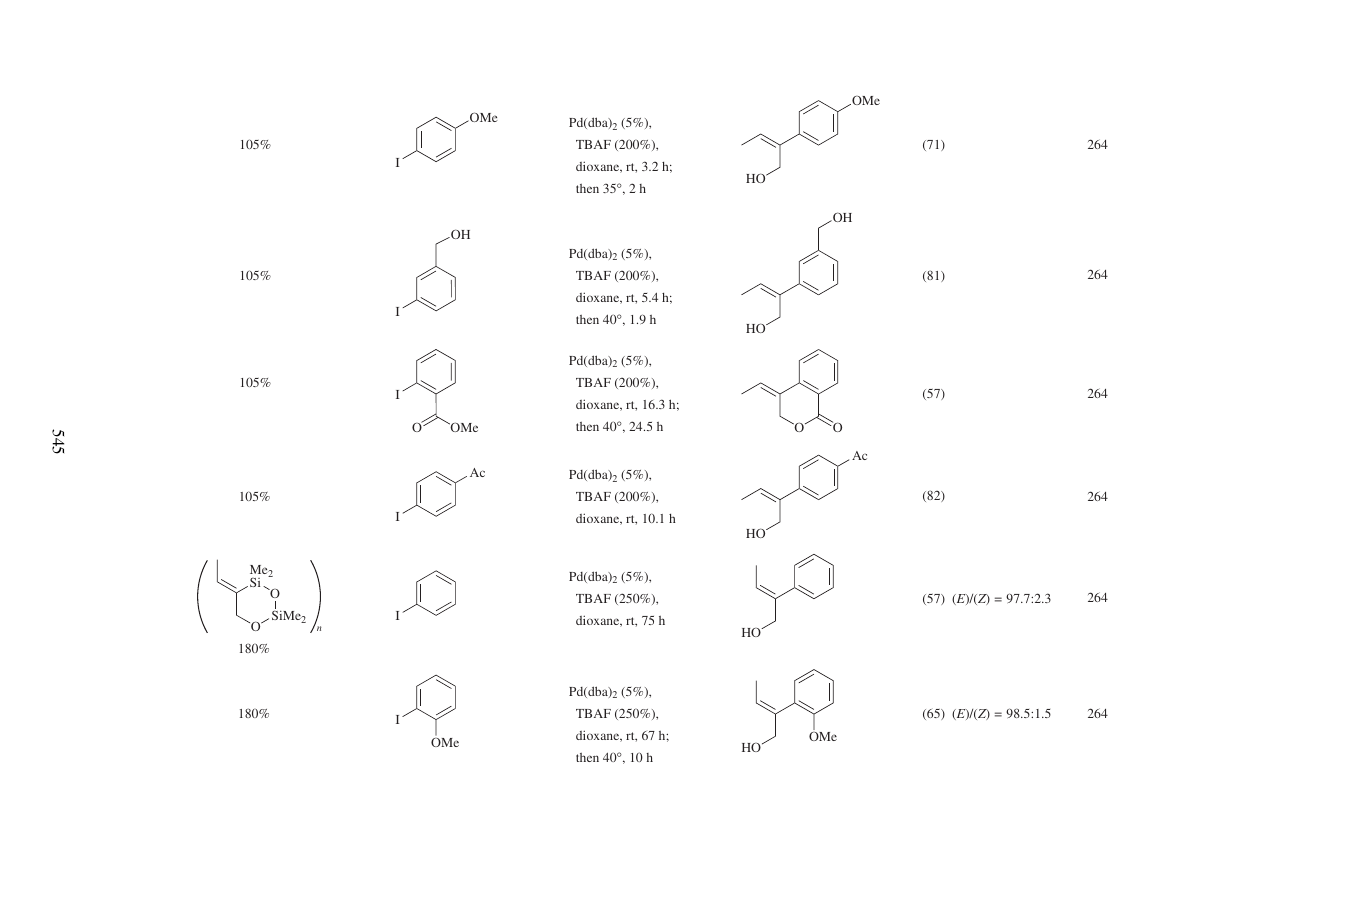 OMe
I
105%
Pd(dba)2 (5%),
TBAF (200%),
dioxane, rt, 3.2 h;
then 35°, 2 h
OMe
HO
(71)
264
OH
I
105%
Pd(dba)2 (5%),
TBAF (200%),
dioxane, rt, 5.4 h;
then 40°, 1.9 h
OH
HO
(81)
264
105%
I
O
OMe
Pd(dba)2 (5%),
TBAF (200%),
dioxane, rt, 16.3 h;
then 40°, 24.5 h
O
O
(57)
264
545
105%
Ac
I
Pd(dba)2 (5%),
TBAF (200%),
dioxane, rt, 10.1 h
Ac
HO
(82)
264
Me2
Si
O
SiMe2
O
n
180%
I
Pd(dba)2 (5%),
TBAF (250%),
dioxane, rt, 75 h
HO
(57) (E)/(Z) = 97.7:2.3
264
180%
I
OMe
Pd(dba)2 (5%),
TBAF (250%),
dioxane, rt, 67 h;
then 40°, 10 h
HO
OMe
(65) (E)/(Z) = 98.5:1.5
264